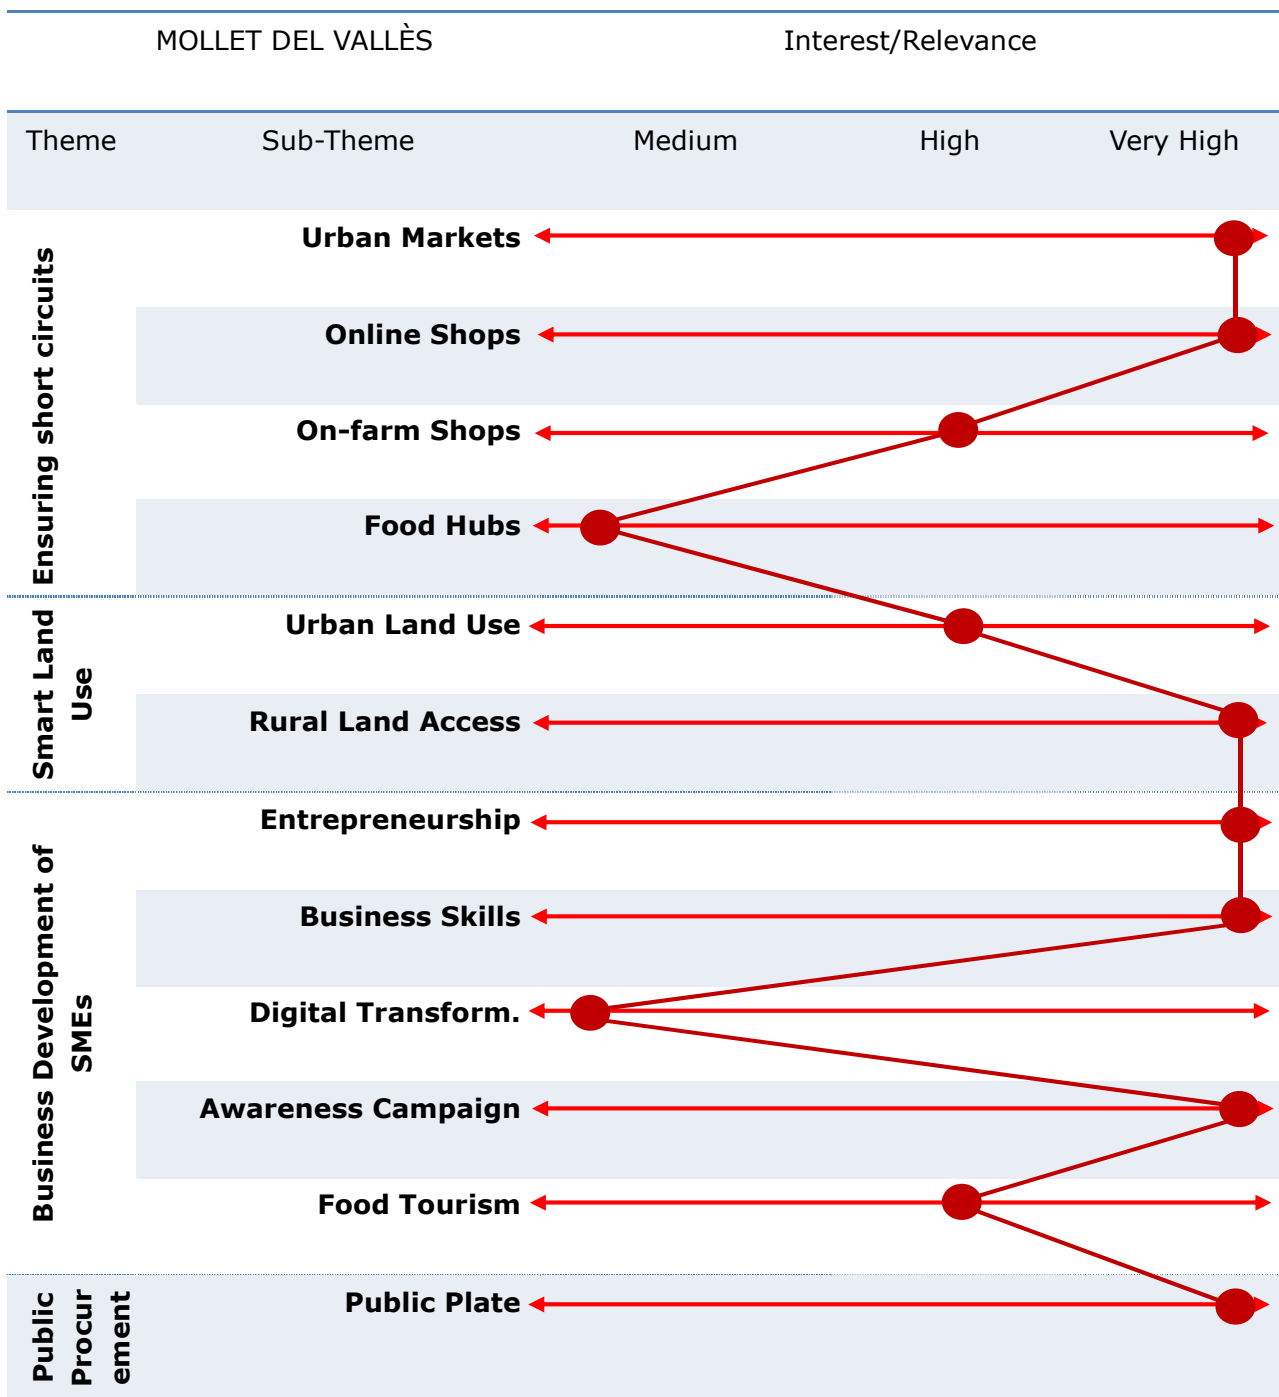 MOLLET DEL VALLÈS
Interest/Relevance
Theme
Sub-Theme
Medium
High
Very High
Ensuring short circuits
Urban Markets
Online Shops
On-farm Shops
Food Hubs
Smart Land
Use
Urban Land Use
Rural Land Access
Business Development of
SMEs
Entrepreneurship
Business Skills
Digital Transform.
Awareness Campaign
Food Tourism
Public
Procur
ement
Public Plate